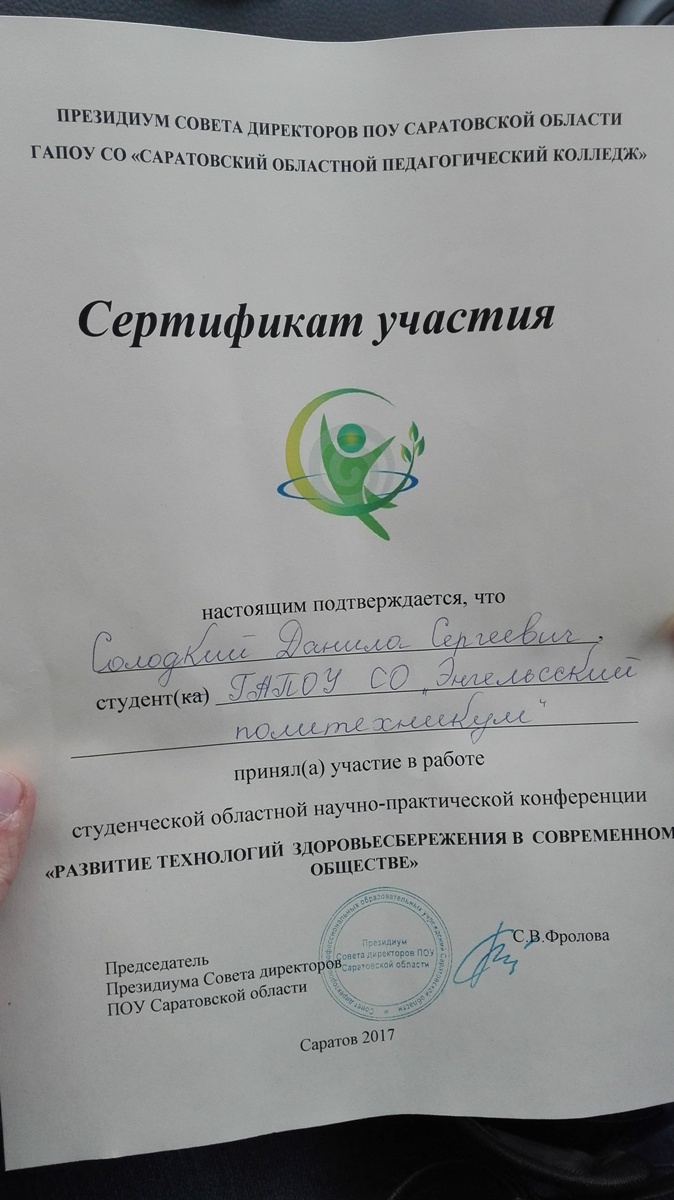 ПРЕЗИДИУМ СОВЕТА ДИРЕКТОРОВ ПОУ САРАТОВСКОЙ ОБЛАСТИ
ГАПОУ СО «САРАТОВСКИЙ ОБЛАСТНОЙ ПЕДАГОГИЧЕСКИЙ КОЛЛЕДЖ»
Сертификат участия
настоящим подтверждается, что
Солодкий Данила Сергеевич,
студент(ка) ГАПОУ СО „Энгельсский
политехникум“
принял(а) участие в работе
студенческой областной научно-практической конференции
«РАЗВИТИЕ ТЕХНОЛОГИЙ ЗДОРОВЬЕСБЕРЕЖЕНИЯ В СОВРЕМЕННОМ
ОБЩЕСТВЕ»
Председатель
Президиума Совета директоров
ПОУ Саратовской области
Президиум
Совета директоров ПОУ
Саратовской области
С.В.Фролова
Саратов 2017